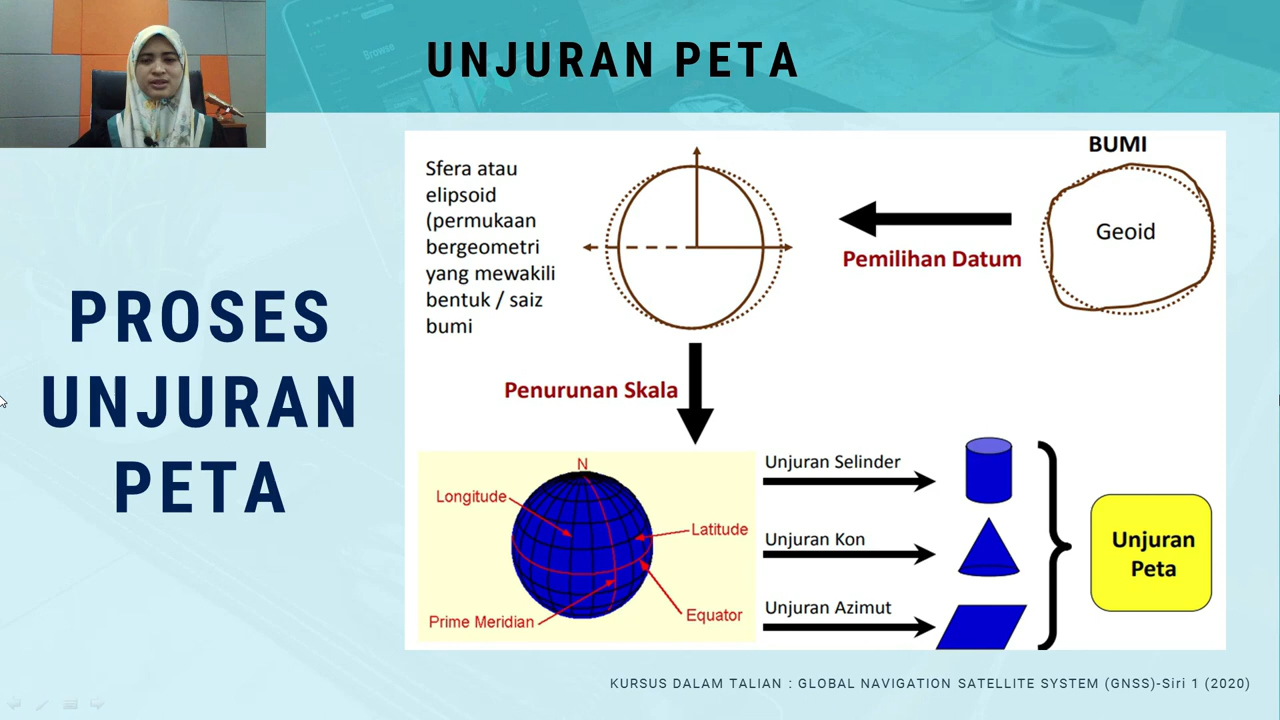 UNJURAN PETA
Browse
PROSES
UNJURAN
PETA
Sfera atau
elipsoid
(permukaan
bergeometri
yang mewakili
bentuk / saiz
bumi
BUMI
Geoid
Pemilihan Datum
Penurunan Skala
N
Longitude
Latitude
Prime Meridian
Equator
Unjuran Selinder
Unjuran Kon
Unjuran Azimut
Unjuran
Peta
KURSUS DALAM TALIAN : GLOBAL NAVIGATION SATELLITE SYSTEM (GNSS)-Siri 1 (2020)